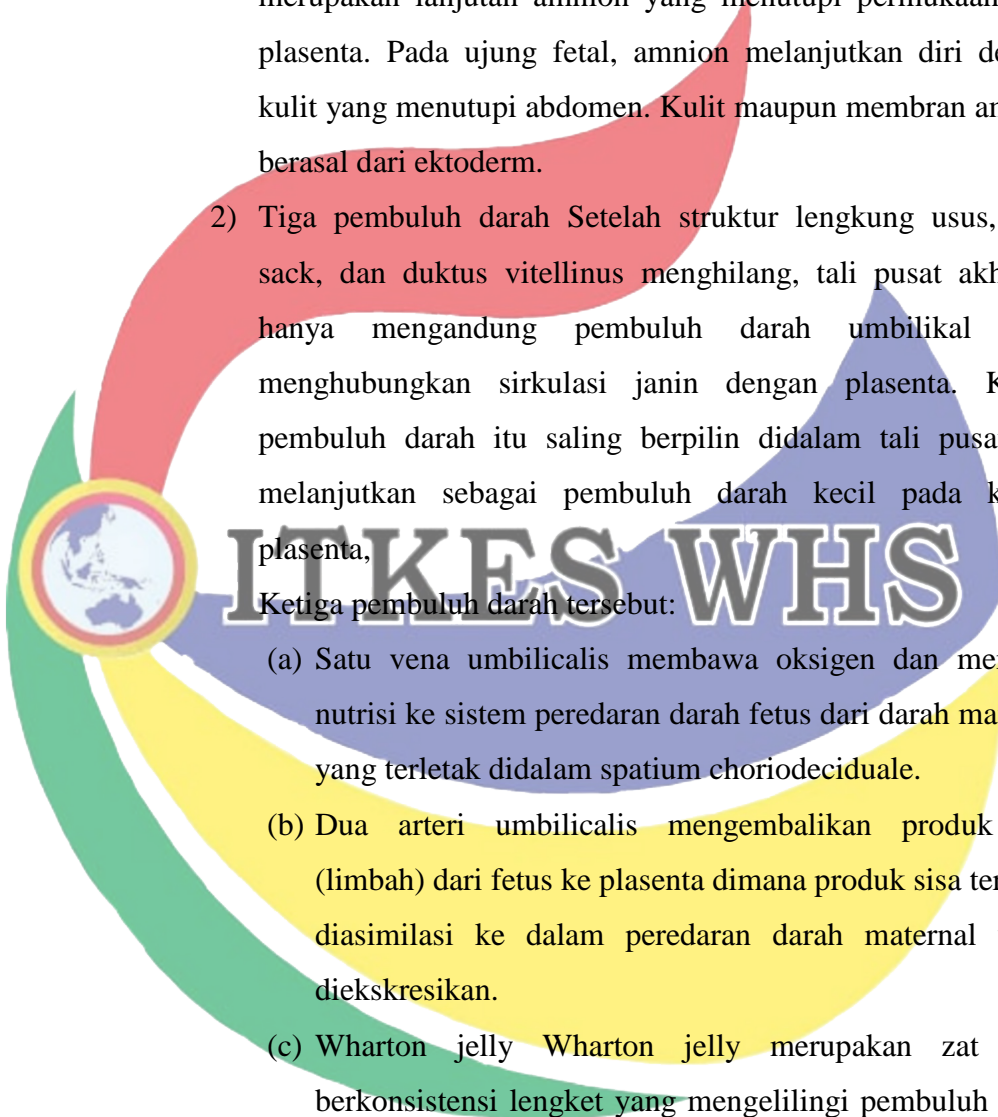 merupakan lanjutan amnion yang menutupi permukaan
plasenta. Pada ujung fetal, amnion melanjutkan diri de
kulit yang menutupi abdomen. Kulit maupun membran an
berasal dari ektoderm.
2) Tiga pembuluh darah Setelah struktur lengkung usus,
sack, dan duktus vitellinus menghilang, tali pusat akh
hanya mengandung pembuluh darah umbilikal
menghubungkan sirkulasi janin dengan plasenta. K
pembuluh darah itu saling berpilin didalam tali pusa
melanjutkan sebagai pembuluh darah kecil pada k
plasenta,
ITKES WHS
Ketiga pembuluh darah tersebut:
(a) Satu vena umbilicalis membawa oksigen dan mem
nutrisi ke sistem peredaran darah fetus dari darah ma
yang terletak didalam spatium choriodeciduale.
(b) Dua arteri umbilicalis mengembalikan produk
(limbah) dari fetus ke plasenta dimana produk sisa ter
diasimilasi ke dalam peredaran darah maternal
diekskresikan.
(c) Wharton jelly Wharton jelly merupakan zat
berkonsistensi lengket yang mengelilingi pembuluh